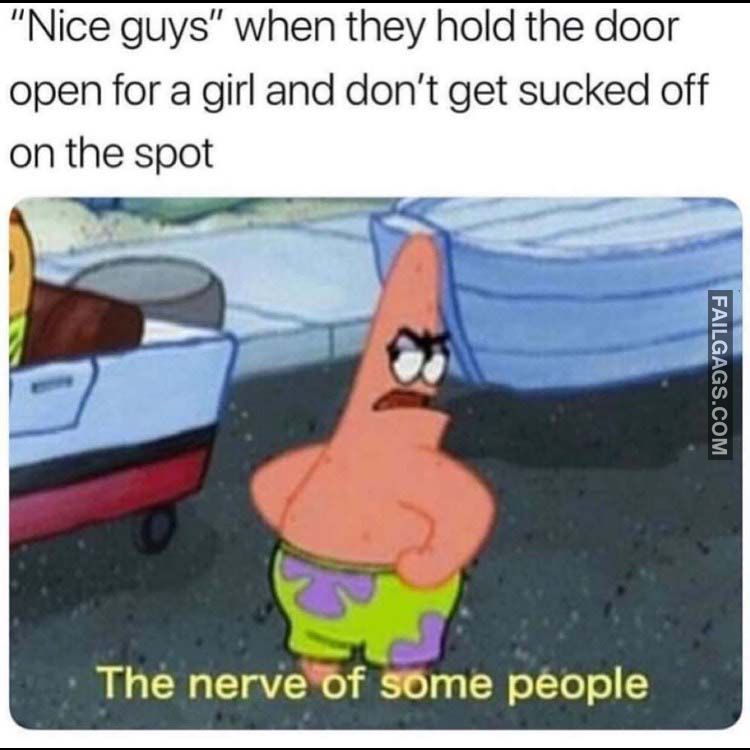 "Nice guys" when they hold the door
open for a girl and don't get sucked off
on the spot
FAILGAGS.COM
The nerve of some people